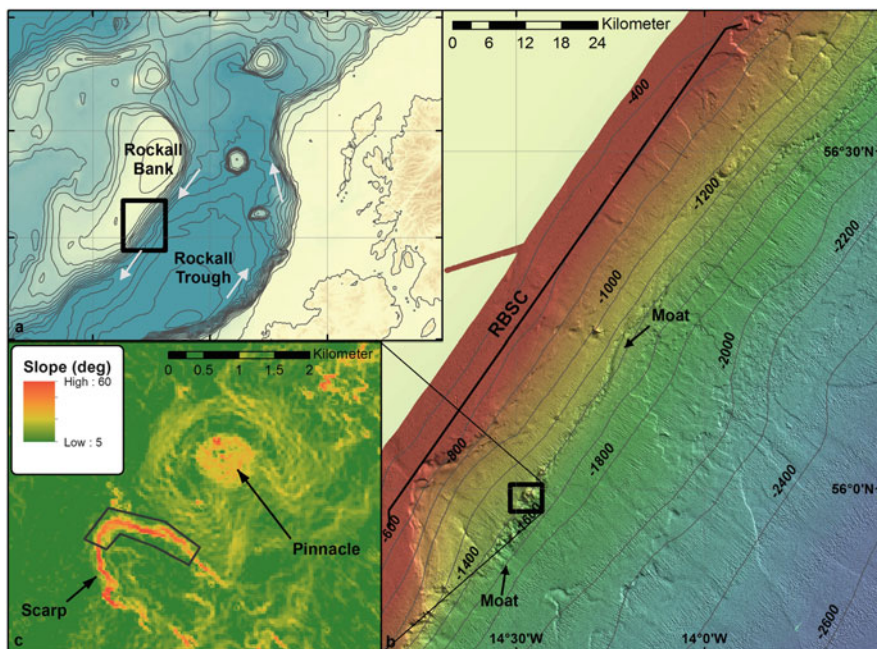 Rockall
Bank
Rockall
Trough
a
Kilometer
0 6 12 18 24
-400
56°30'N
-1200
-2200
-1000
RBSC
Moat
-2000
-800
-1800
-2400
56°0'N
-600
-1600
-1400
Moat
-2600
b
14°30'W
14°0'W
Slope (deg)
High : 60
Low : 5
Kilometer
0 0.5 1 1.5 2
Pinnacle
Scarp
c